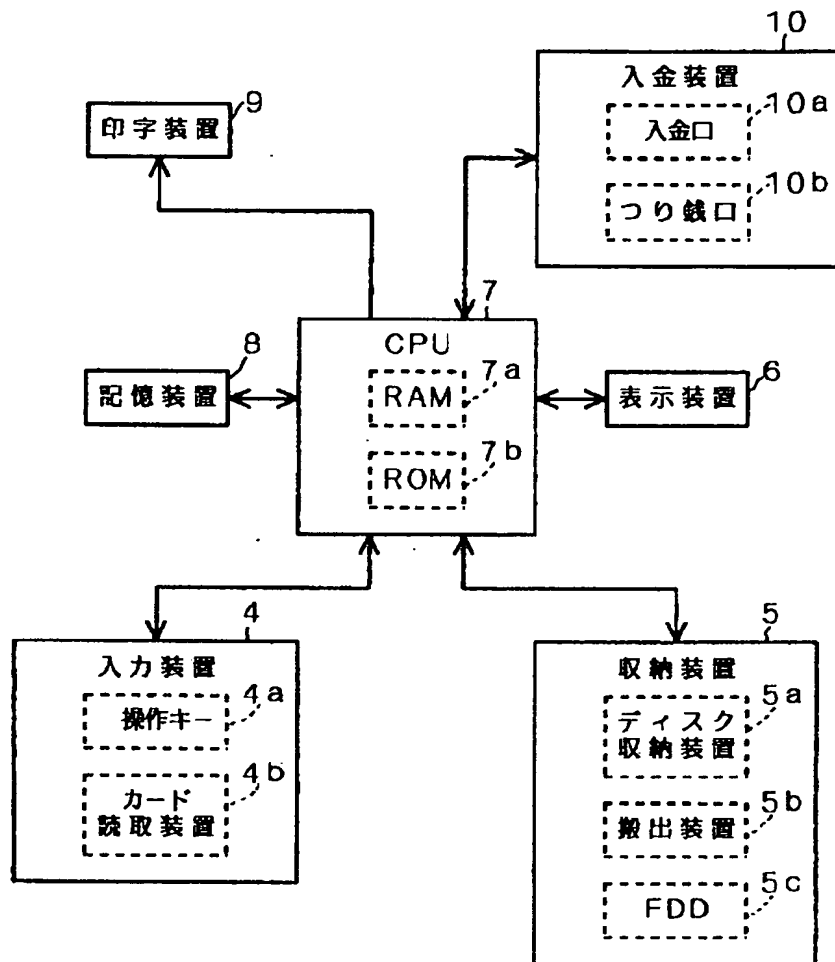 10
入金装置
10a
入金口
10b
つり銭口
9
印字装置
7
CPU
7a
RAM
7b
ROM
8
記憶装置
6
表示装置
4
入力装置
4a
操作キー
4b
カード
読取装置
5
収納装置
5a
ディスク
収納装置
5b
搬出装置
5c
FDD